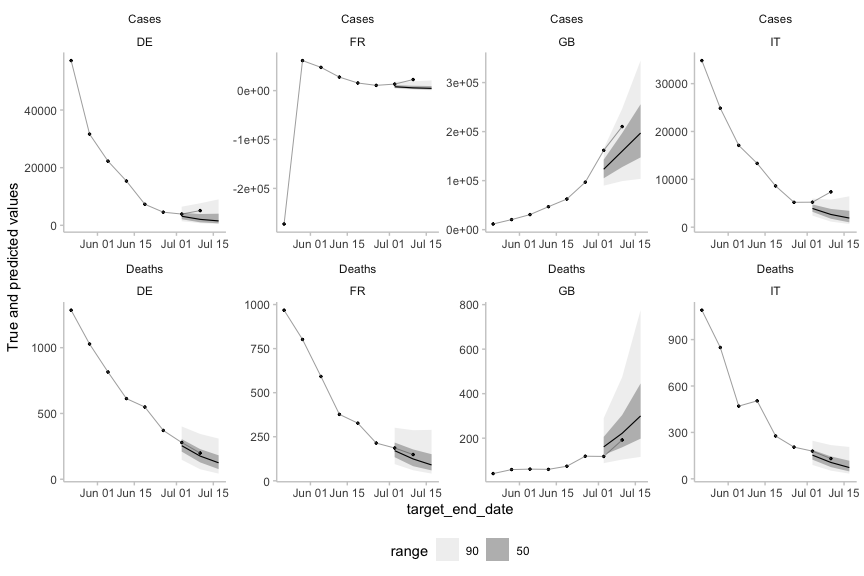 Cases Cases Cases Cases
DE FR GB IT
40000
20000
0
0e+00
-1e+05
-2e+05
3e+05
2e+05
1e+05
0e+00
30000
20000
10000
0
Jun 01 Jun 15 Jul 01 Jul 15 Jun 01 Jun 15 Jul 01 Jul 15 Jun 01 Jun 15 Jul 01 Jul 15 Jun 01 Jun 15 Jul 01 Jul 15
True and predicted values
Deaths Deaths Deaths Deaths
DE FR GB IT
1000
500
0
1000
750
500
250
0
800
600
400
200
900
600
300
0
Jun 01 Jun 15 Jul 01 Jul 15 Jun 01 Jun 15 Jul 01 Jul 15 Jun 01 Jun 15 Jul 01 Jul 15 Jun 01 Jun 15 Jul 01 Jul 15
target_end_date
range 90 50